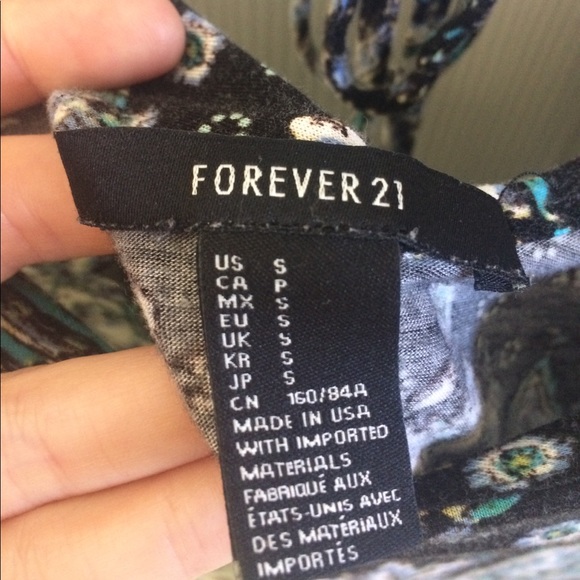 FOREVER 21
US S
CA P
MX S
EU S
UK S
KR S
JP S
CN 160/84A
MADE IN USA
WITH IMPORTED
MATERIALS
FABRIQUÉ AUX
ÉTATS-UNIS AVEC
DES MATÉRIAUX
IMPORTÉS